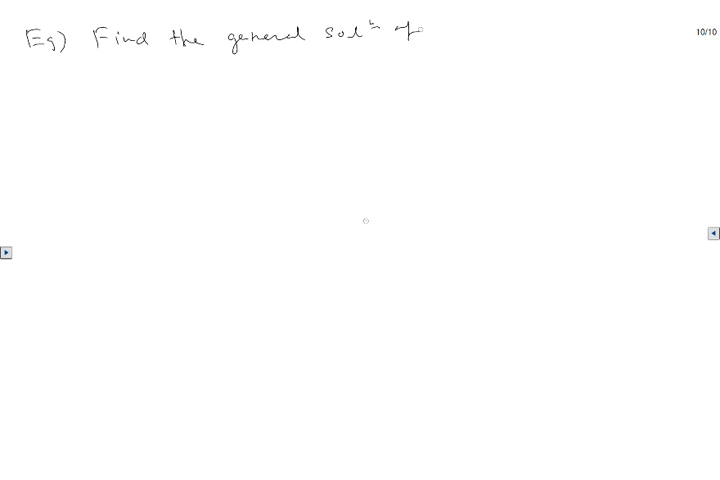 Eg) Find the general solⁿ of
10/10